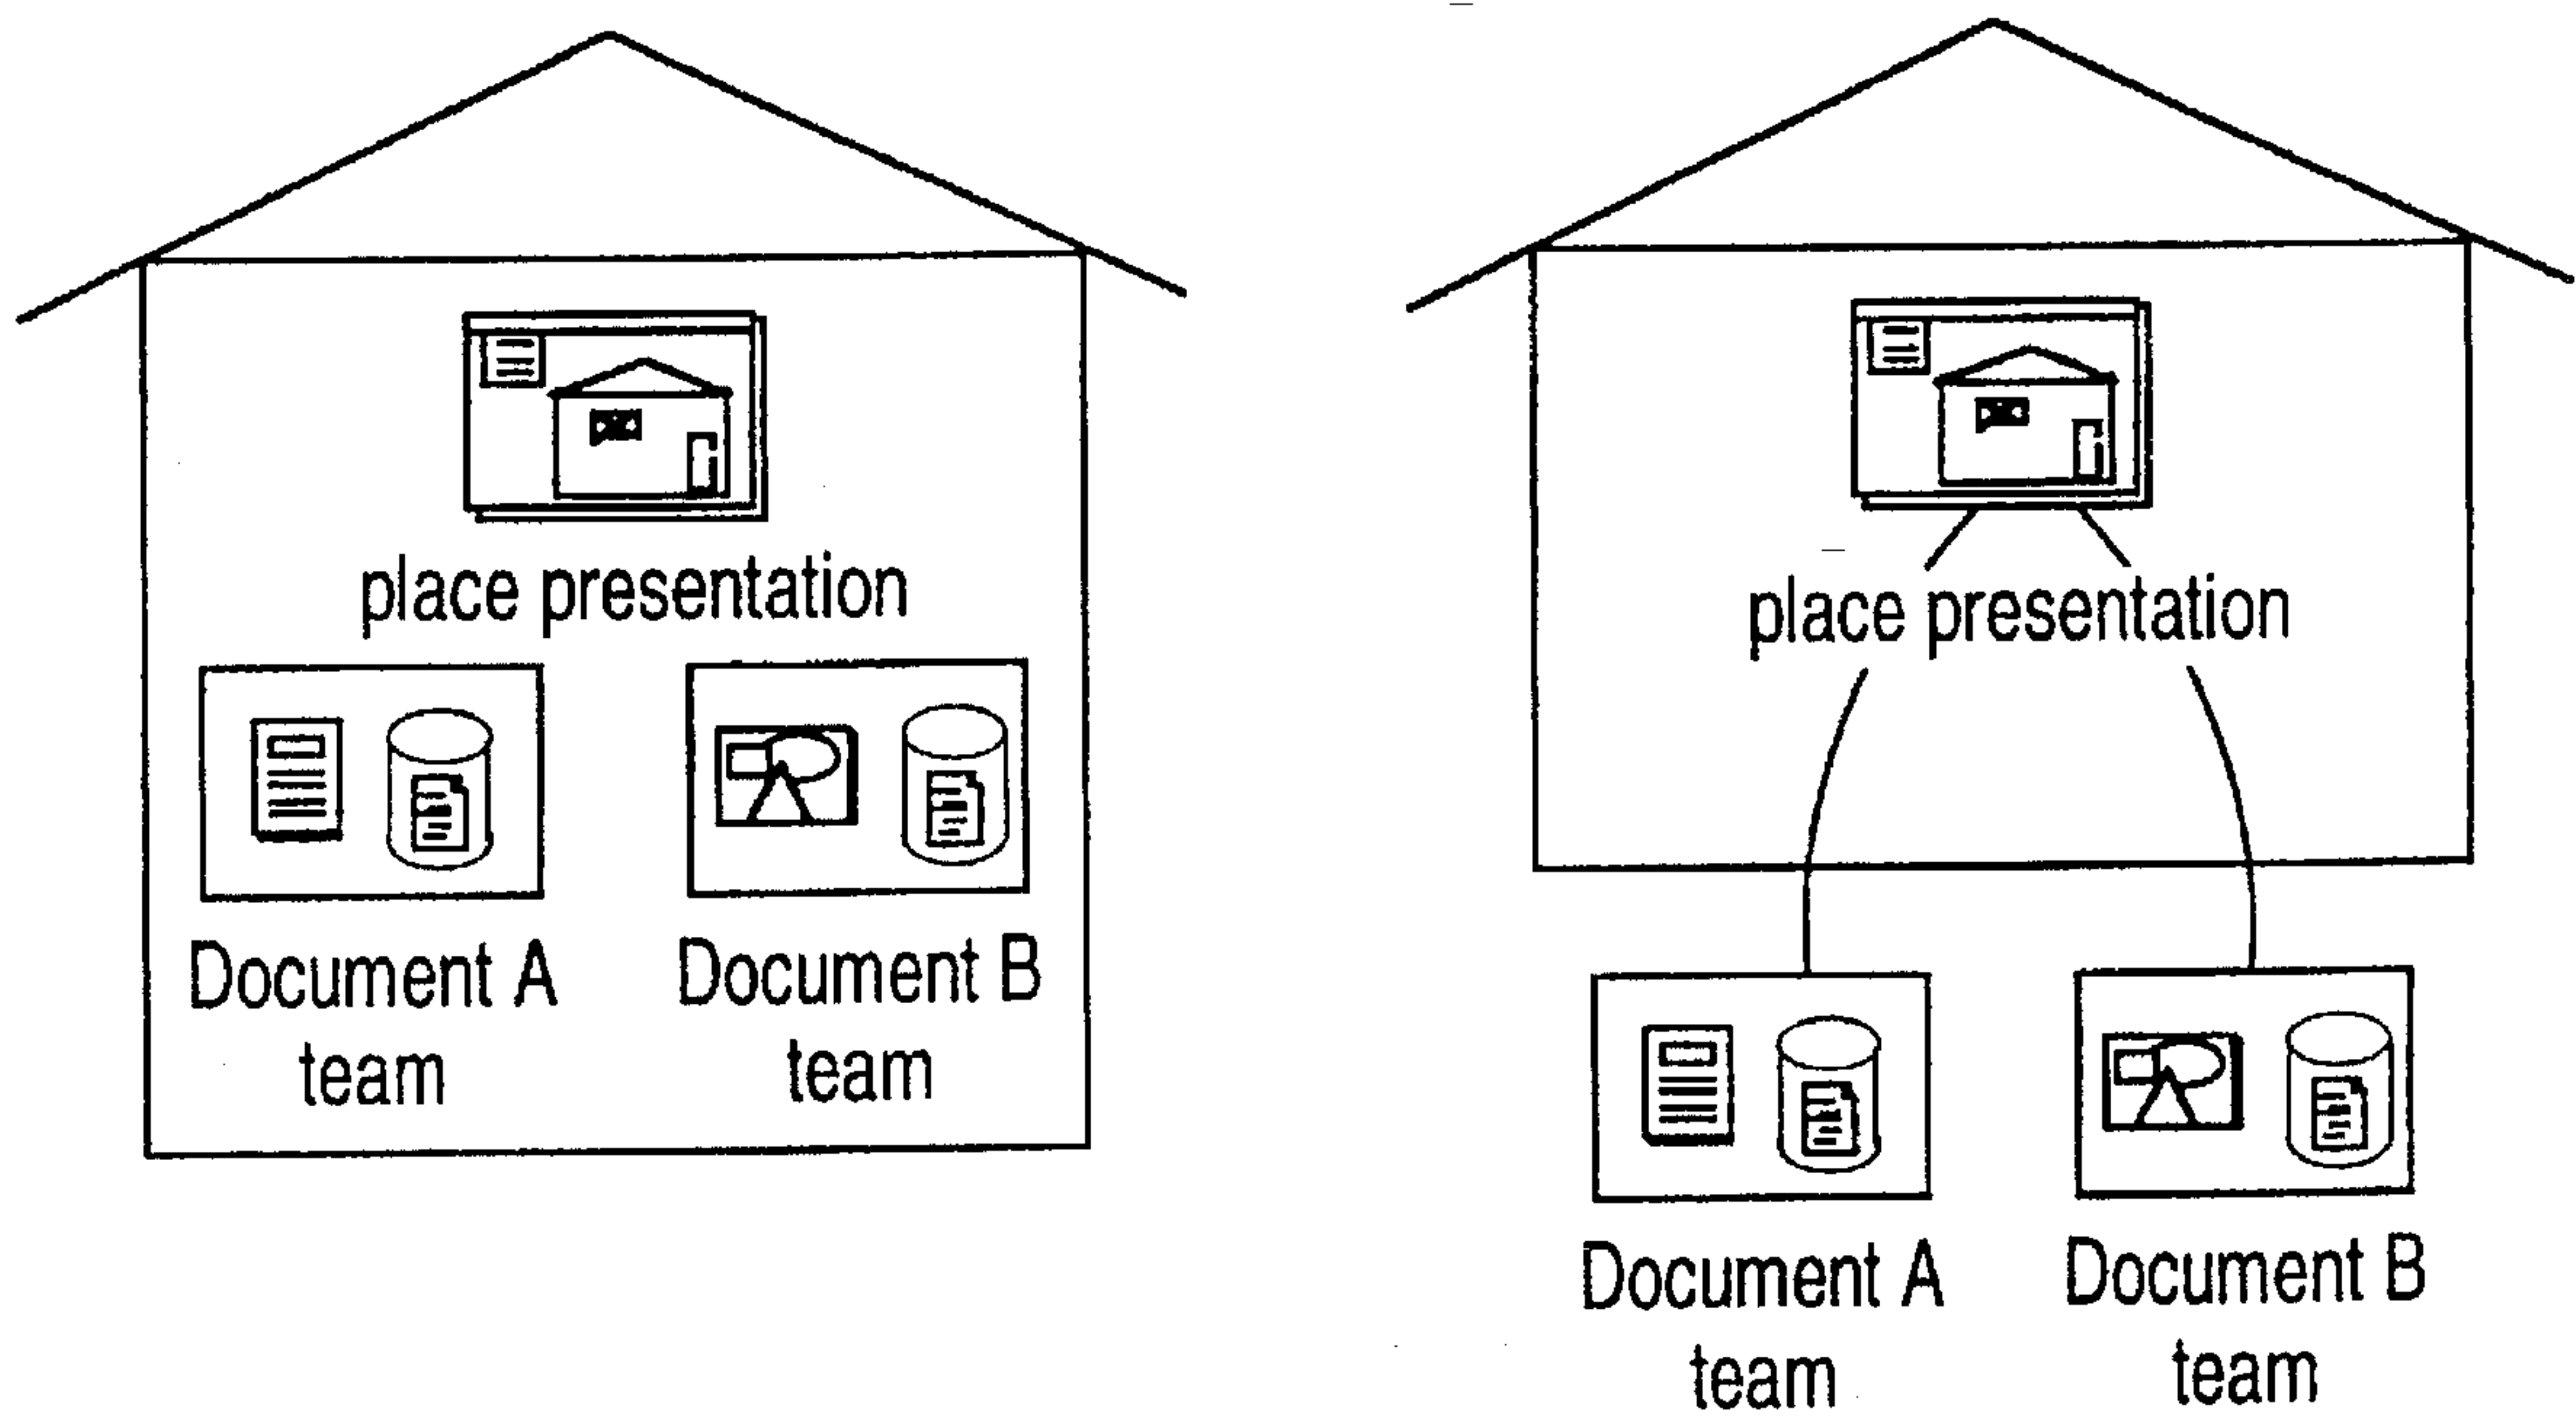 place presentation
Document A
team
Document B
team
place presentation
Document A
team
Document B
team